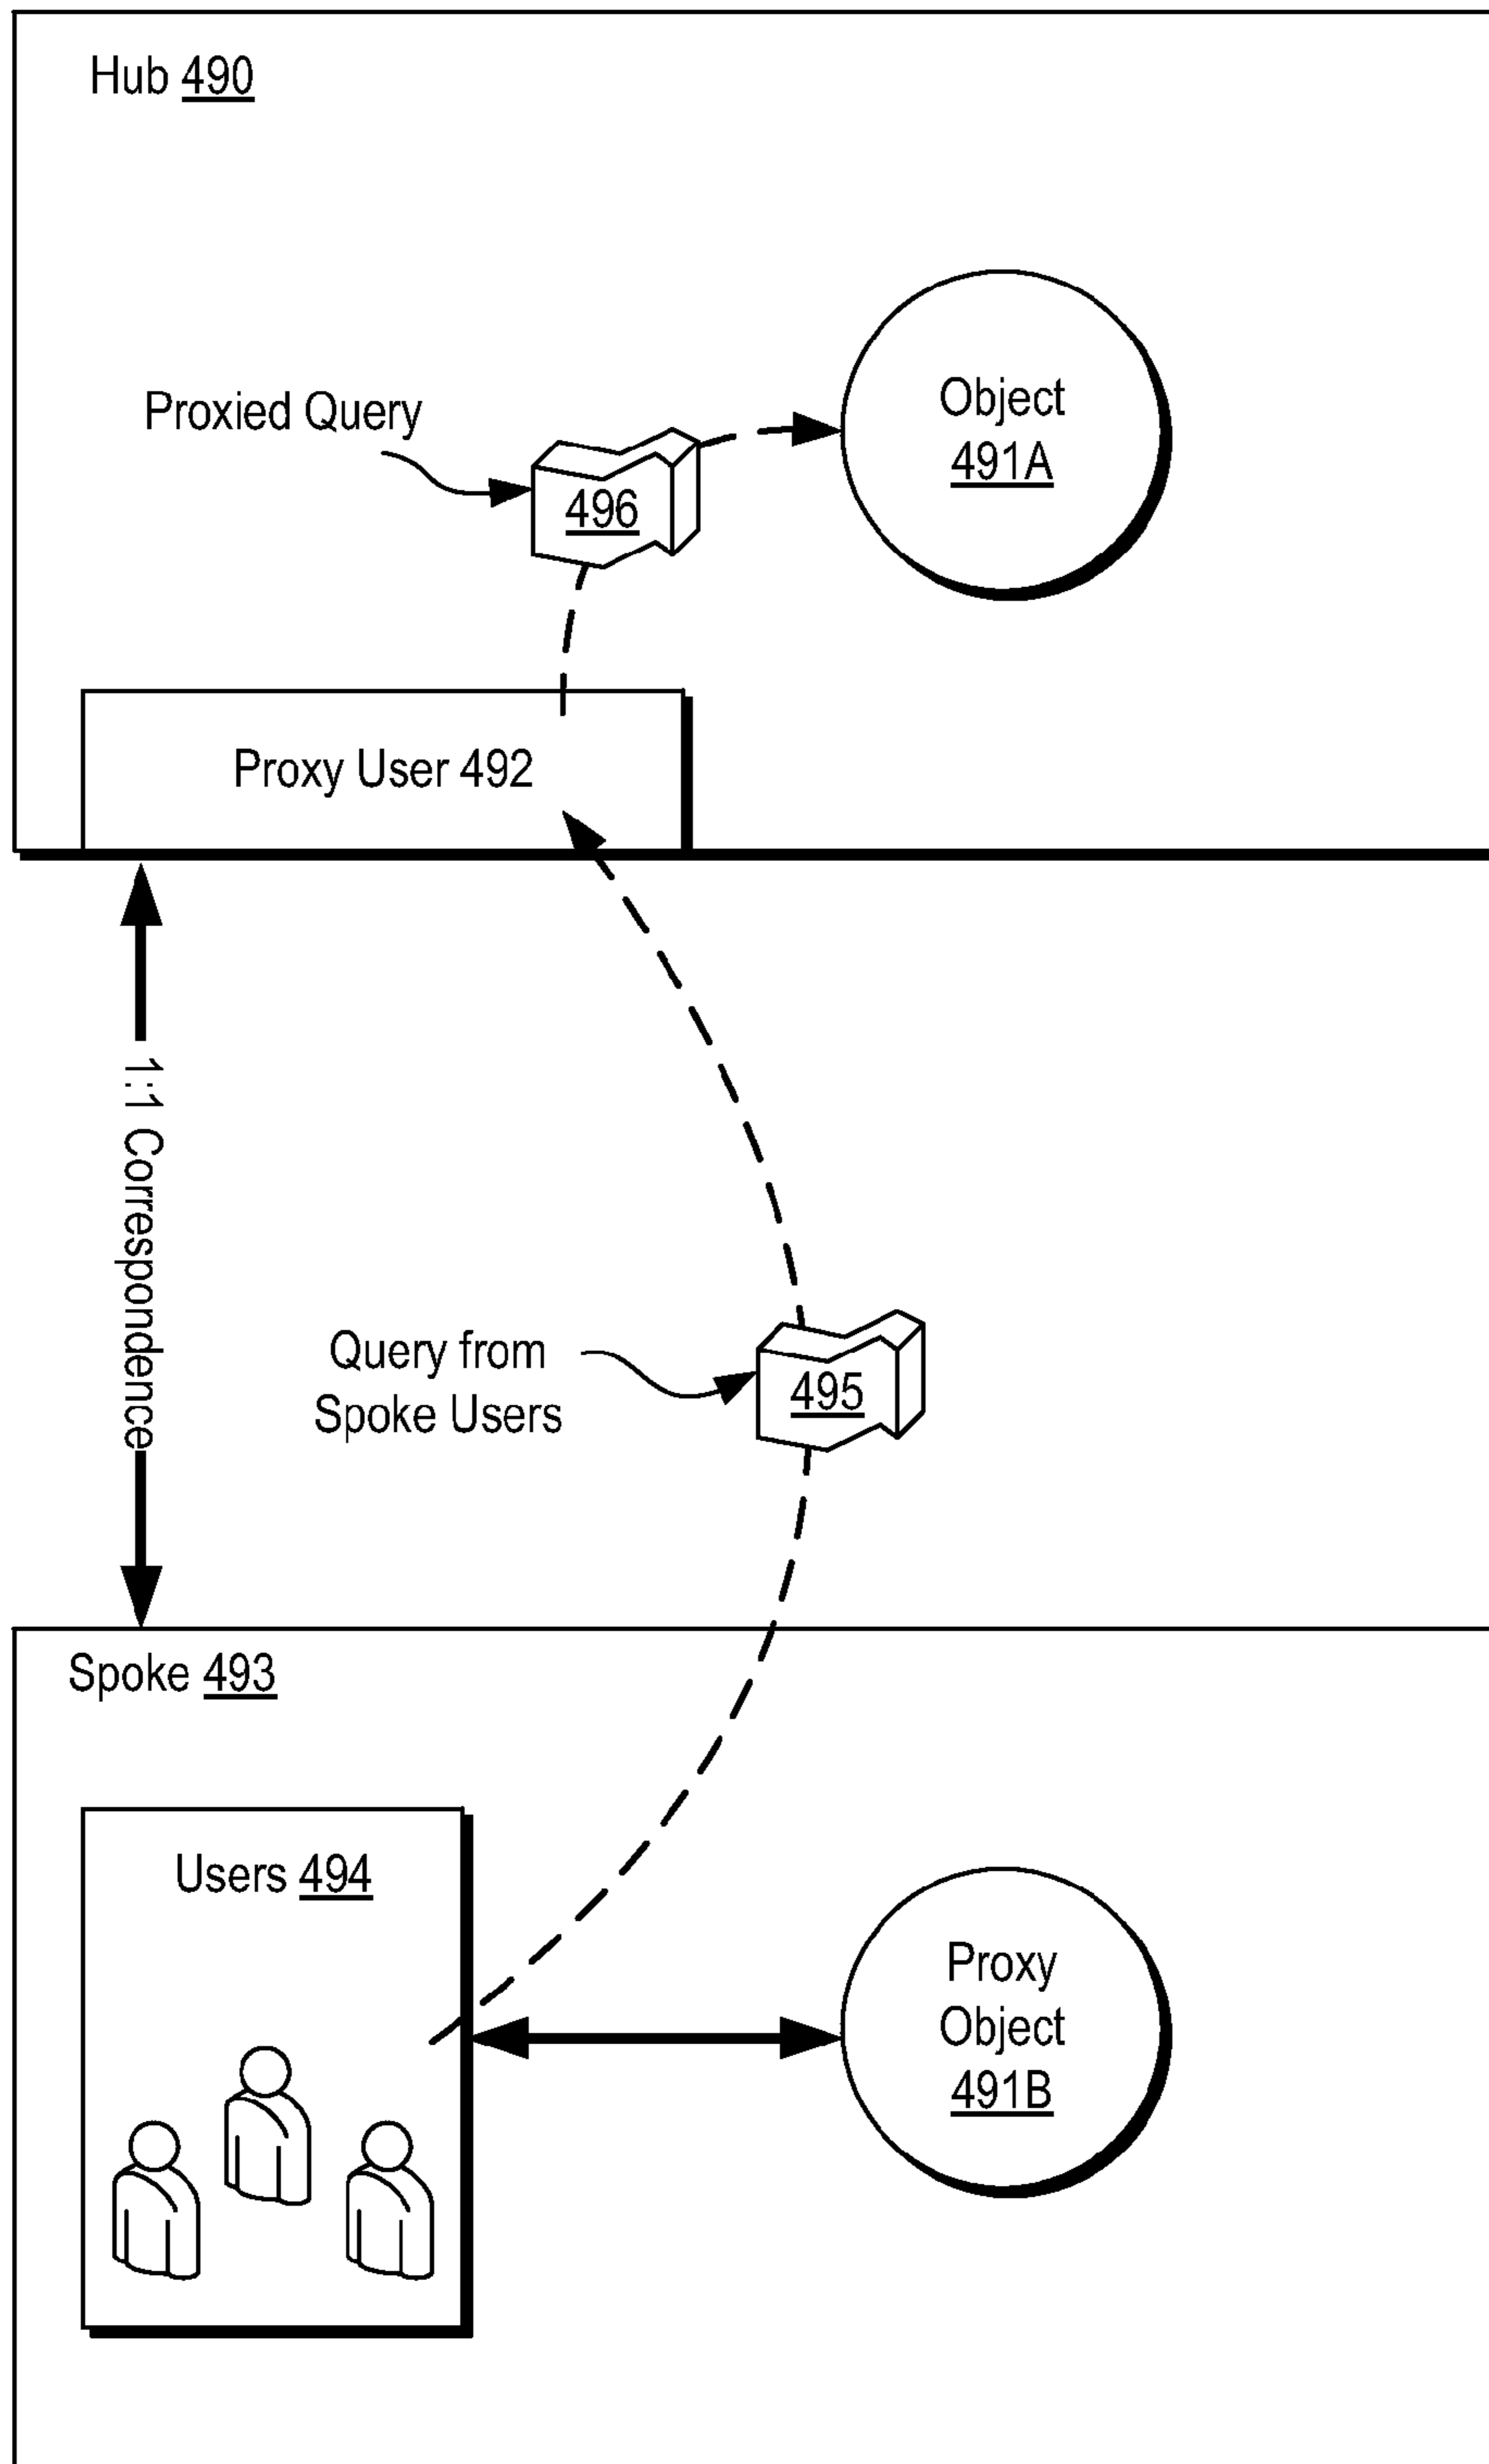 Hub 490
Proxied Query
496
Object
491A
Proxy User 492
1:1 Correspondence
Query from
Spoke Users
495
Spoke 493
Users 494
Proxy
Object
491B